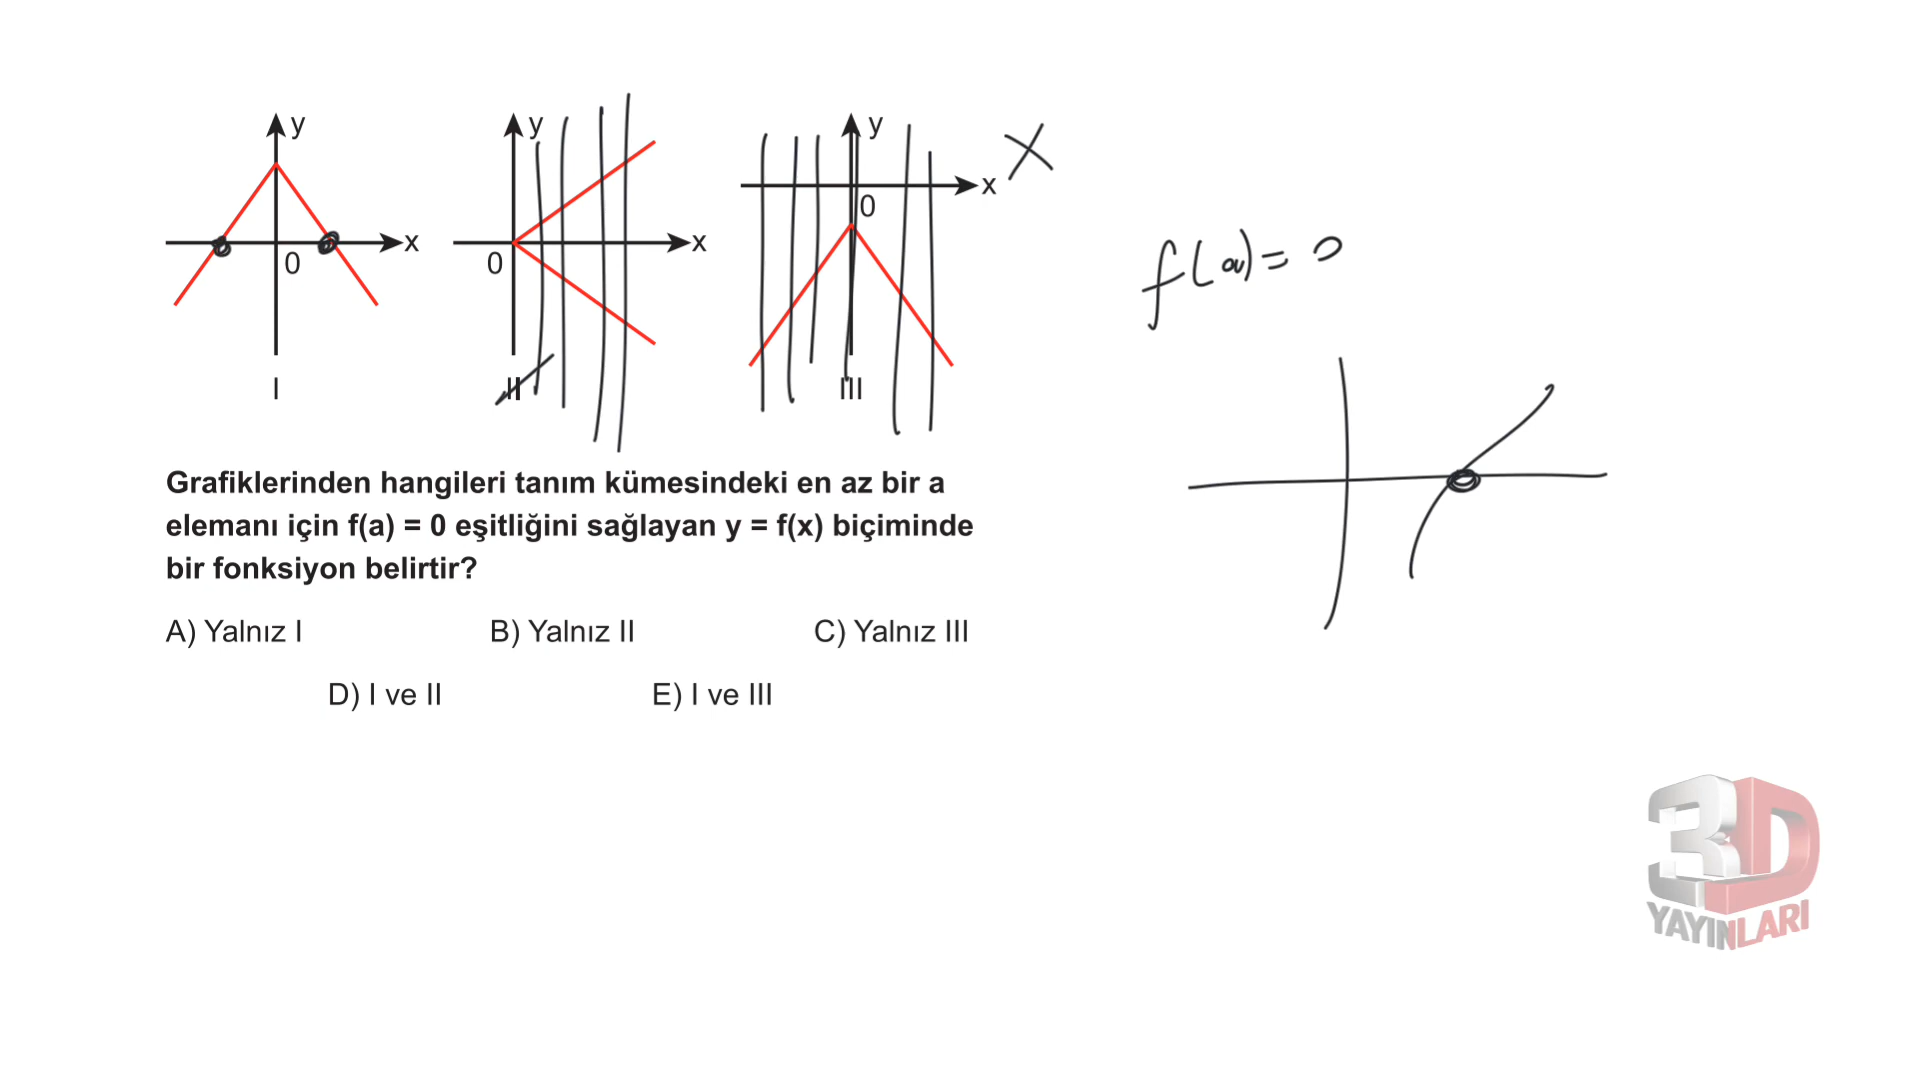 y
x
0
I
y
x
0
II
y
x
0
III
X
f(a) = 0
Grafiklerinden hangileri tanım kümesindeki en az bir a
elemanı için f(a) = 0 eşitliğini sağlayan y = f(x) biçiminde
bir fonksiyon belirtir?
A) Yalnız I B) Yalnız II C) Yalnız III
D) I ve II E) I ve III
3D
YAYINLARI